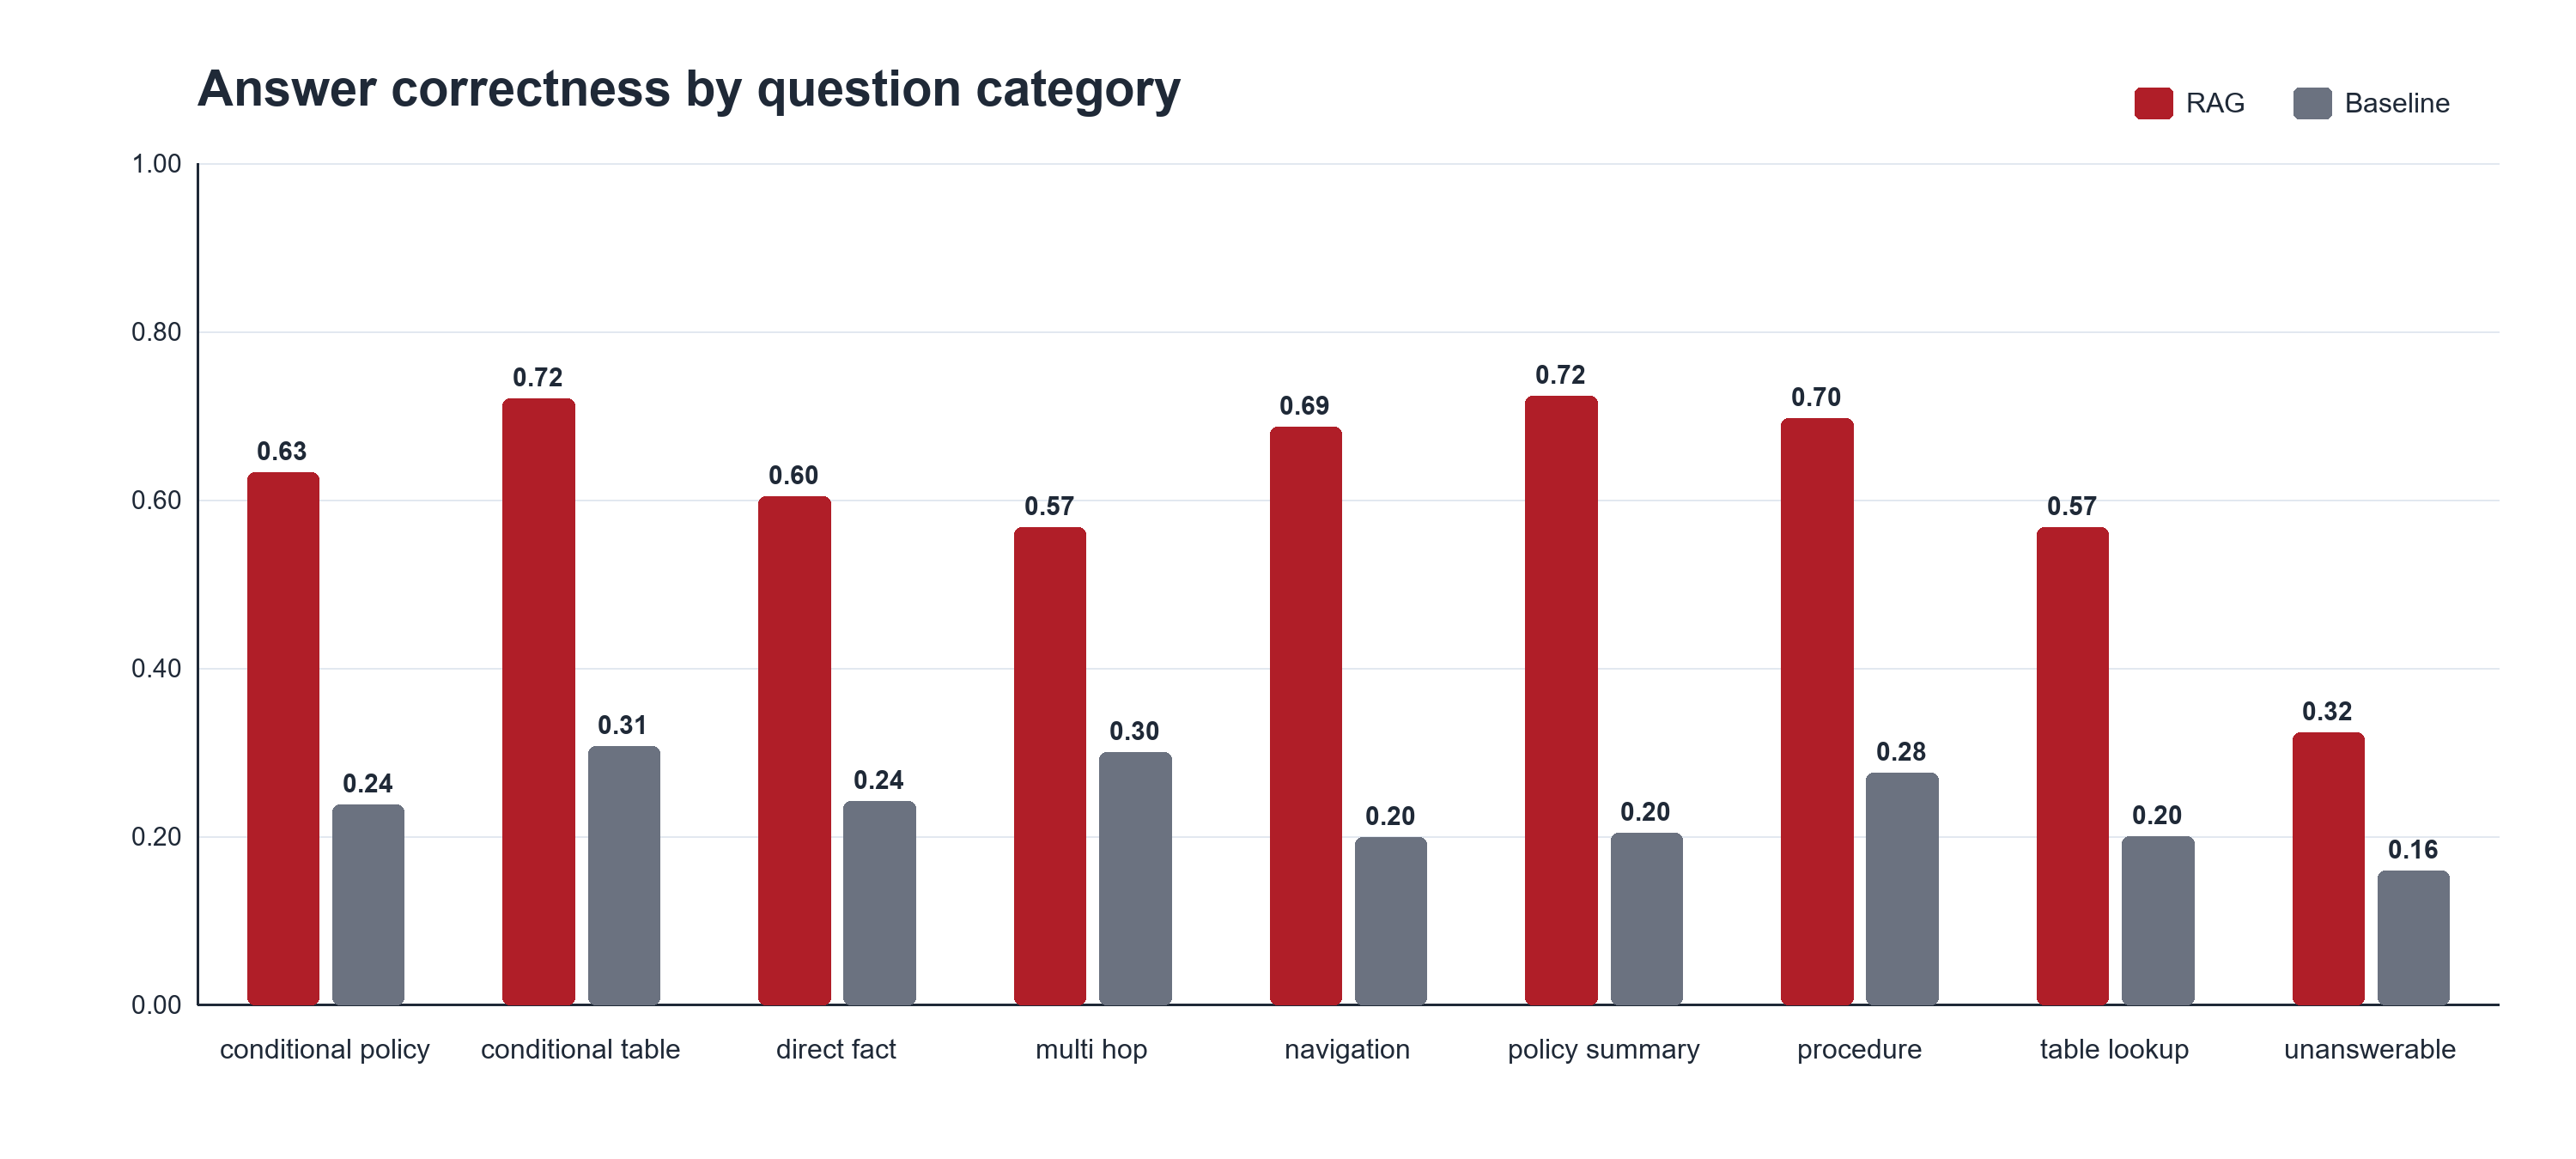 Answer correctness by question category
RAG
Baseline
1.00
0.80
0.60
0.40
0.20
0.00
0.63
0.24
0.72
0.31
0.60
0.24
0.57
0.30
0.69
0.20
0.72
0.20
0.70
0.28
0.57
0.20
0.32
0.16
conditional policy
conditional table
direct fact
multi hop
navigation
policy summary
procedure
table lookup
unanswerable